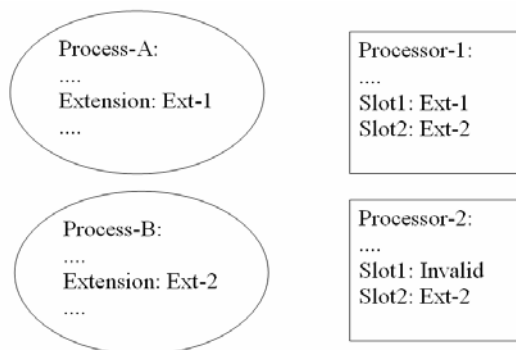 Process-A:
....
Extension: Ext-1
....
Processor-1:
....
Slot1: Ext-1
Slot2: Ext-2
Process-B:
....
Extension: Ext-2
....
Processor-2:
....
Slot1: Invalid
Slot2: Ext-2